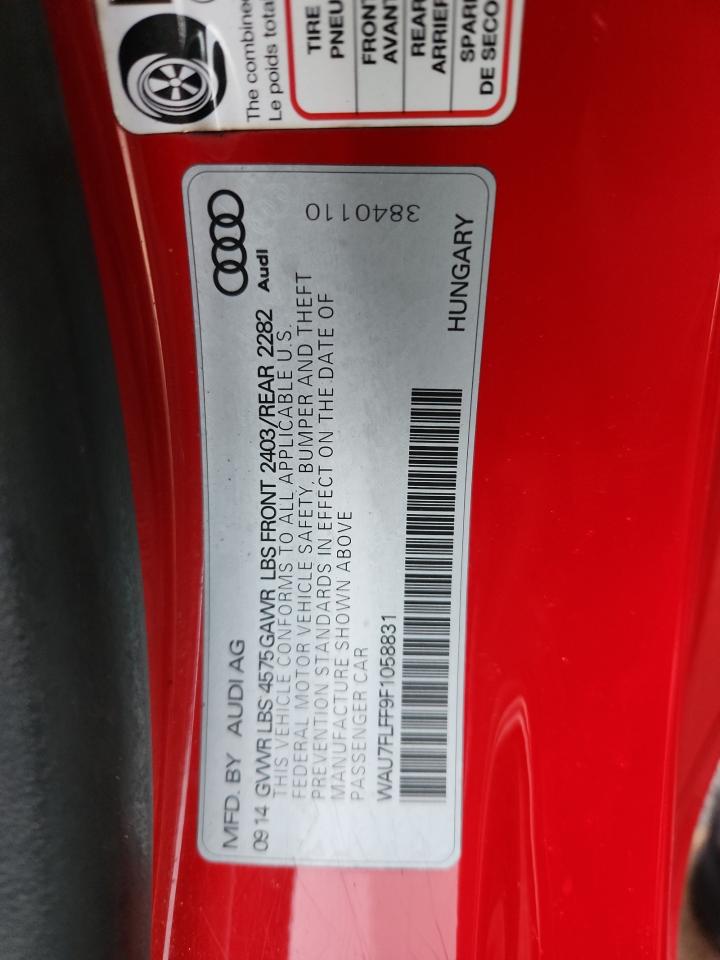 The combine
Le poids tota
TIRE
PNEU
FRONT
AVANT
REAR
ARRIER
SPARE
DE SECO
Audi
3840110
MFD. BY AUDI AG
09 14 GVWR LBS 4575 GAWR LBS FRONT 2403/REAR 2282
THIS VEHICLE CONFORMS TO ALL APPLICABLE U.S.
FEDERAL MOTOR VEHICLE SAFETY, BUMPER AND THEFT
PREVENTION STANDARDS IN EFFECT ON THE DATE OF
MANUFACTURE SHOWN ABOVE
PASSENGER CAR
WAU7FLFF9F1058831
HUNGARY